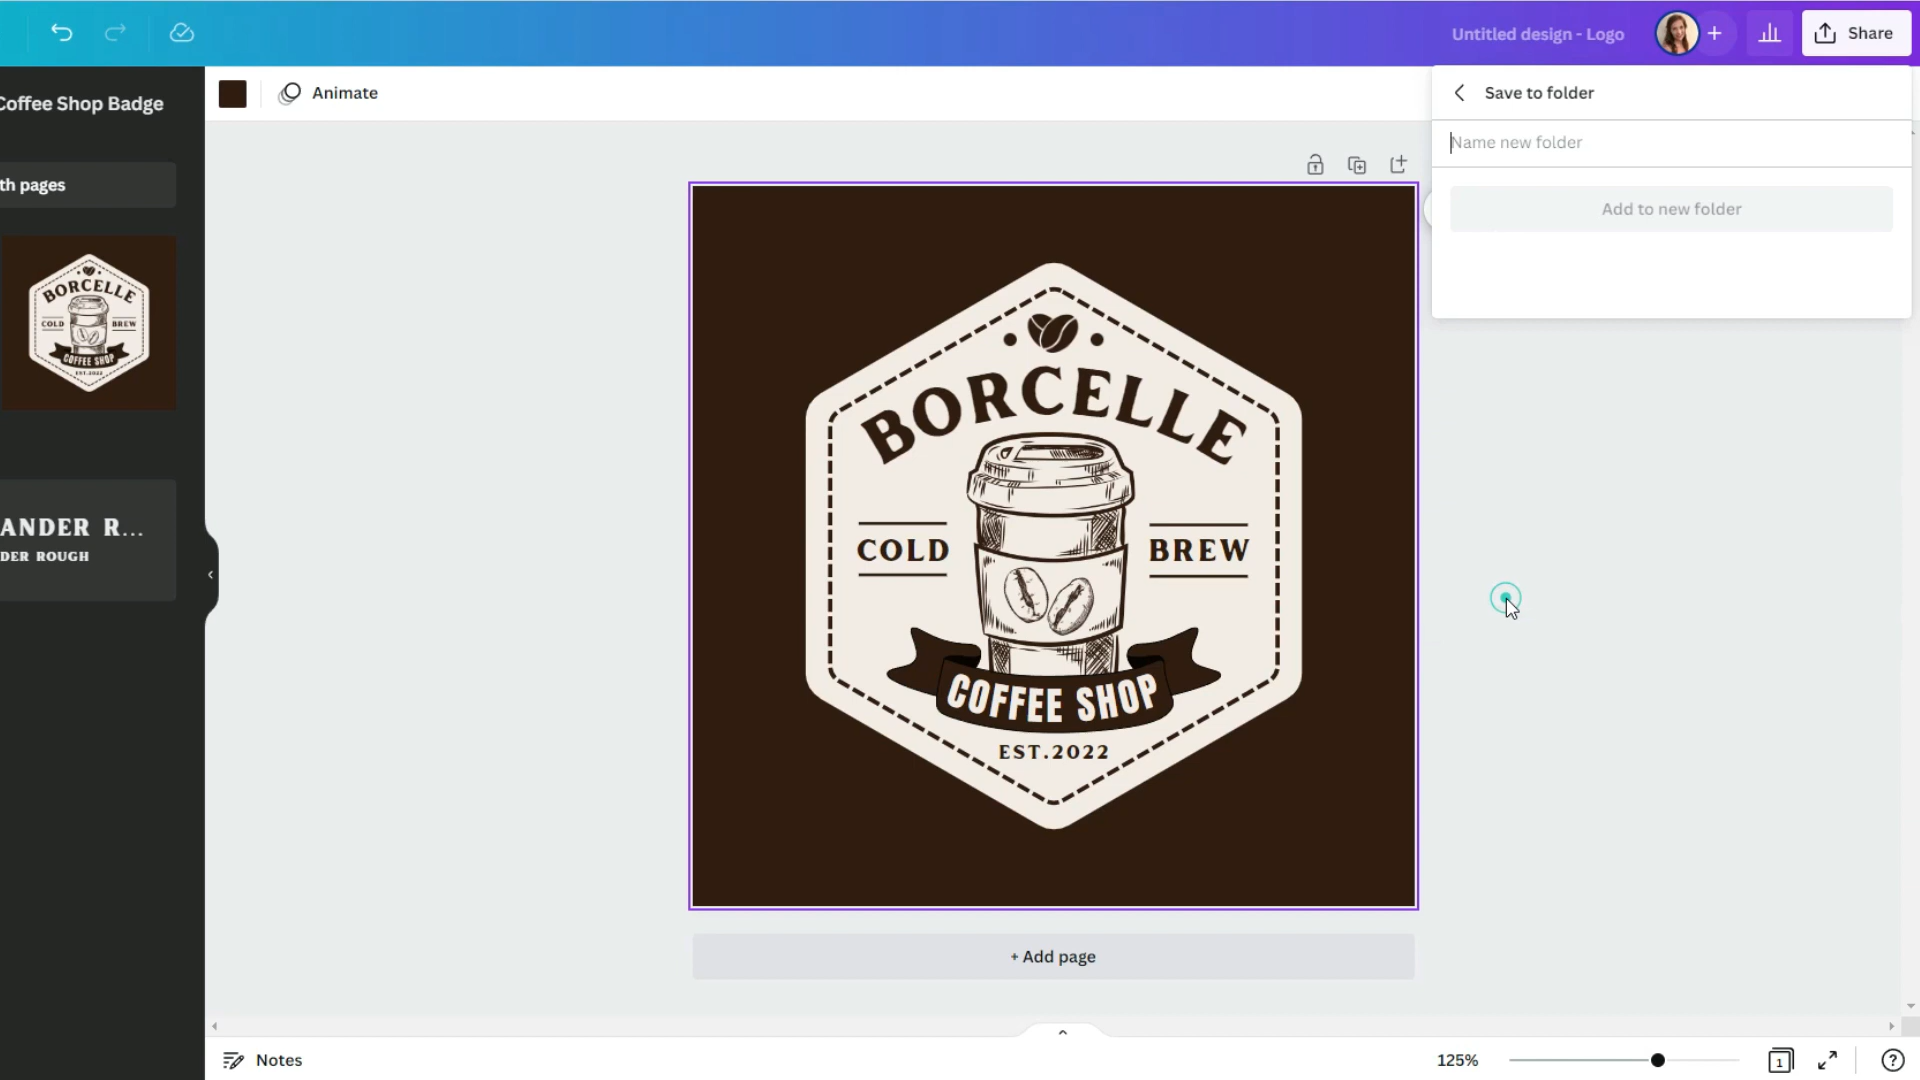 Untitled design - Logo
Share
Coffee Shop Badge
Animate
Save to folder
Name new folder
th pages
Add to new folder
BORCELLE
COLD BREW
COFFEE SHOP
EST.2022
ANDER R...
DER ROUGH
BORCELLE
COLD BREW
COFFEE SHOP
EST.2022
+ Add page
Notes
125%
1